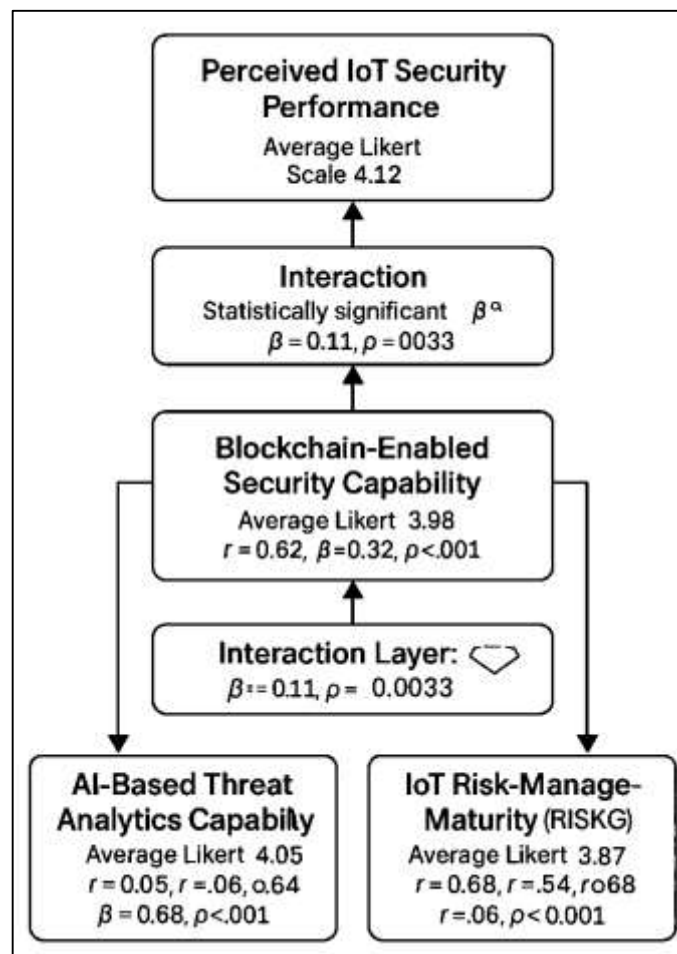 Perceived IoT Security
Performance
Average Likert
Scale 4.12
Interaction
Statistically significant β^α
β = 0.11, ρ = 0033
Blockchain-Enabled
Security Capability
Average Likert 3.98
r = 0.62, β=0.32, ρ<.001
Interaction Layer:
β := 0.11, ρ = 0.0033
AI-Based Threat
Analytics Capability
Average Likert 4.05
r = 0.05, r =.06, o.64
β = 0.68, ρ<.001
IoT Risk-Manage-
Maturity (RISKG)
Average Likert 3.87
r = 0.68, r =.54, ro68
r =.06, ρ< 0.001